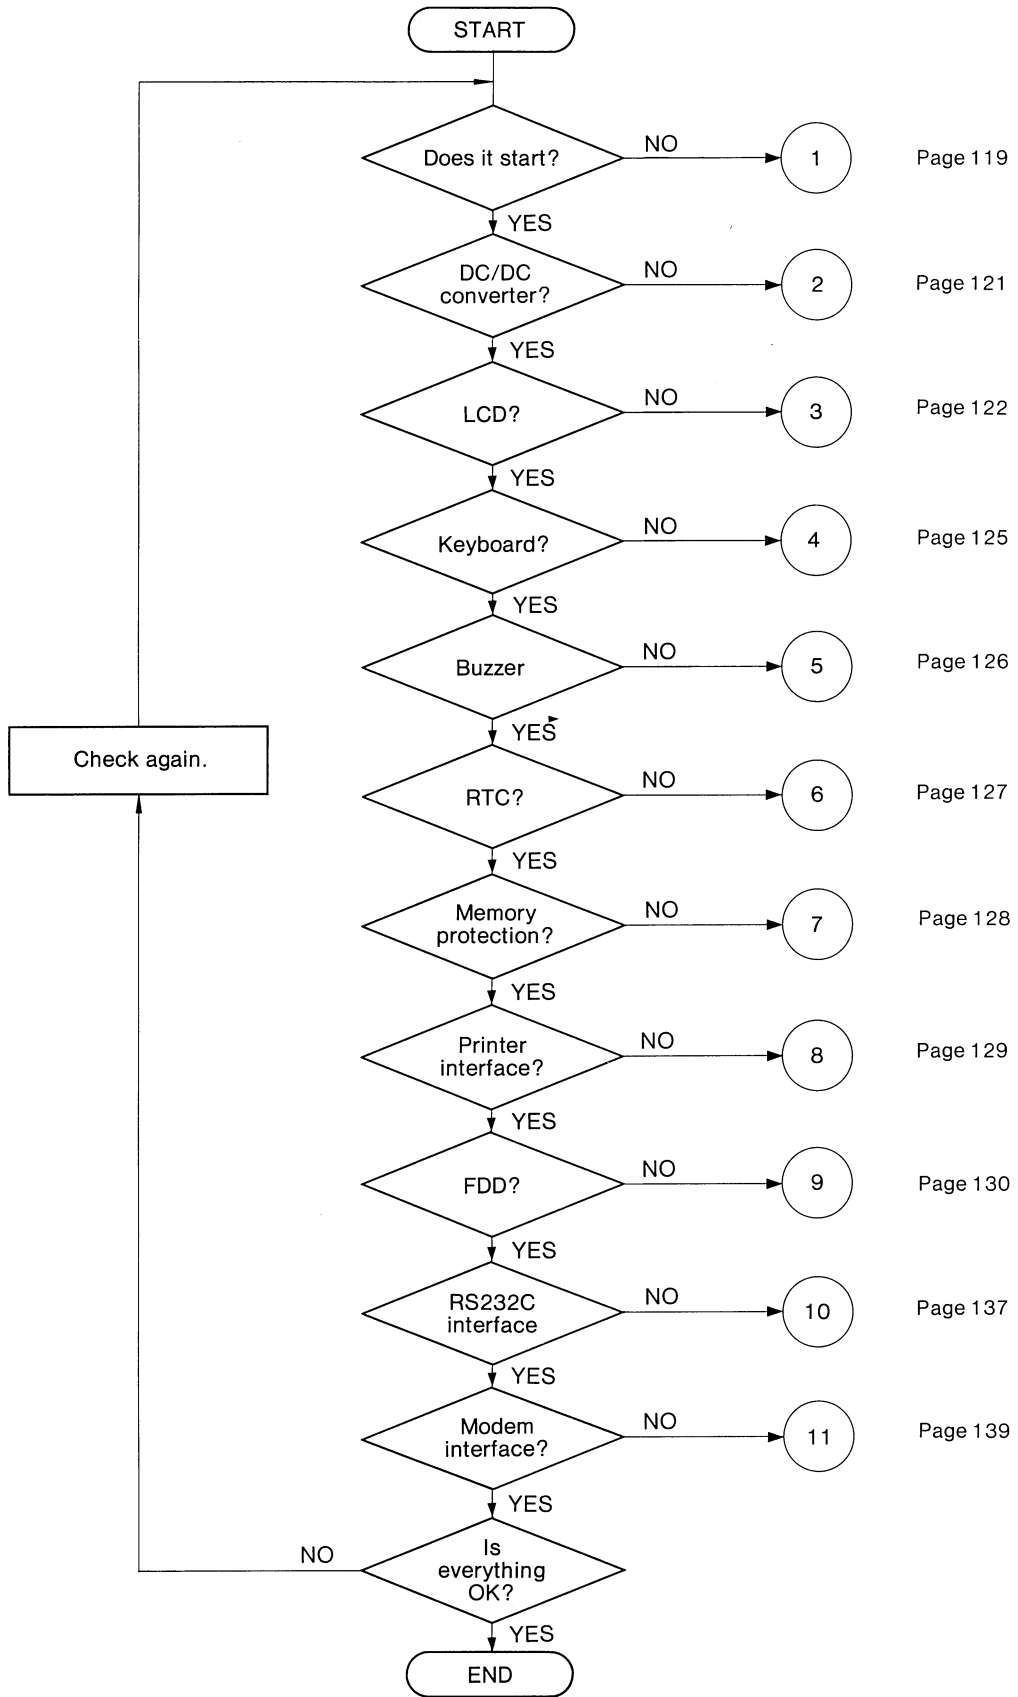 START
Does it start?
NO
1
Page 119
YES
DC/DC
converter?
NO
2
Page 121
YES
LCD?
NO
3
Page 122
YES
Keyboard?
NO
4
Page 125
YES
Buzzer
NO
5
Page 126
YES
Check again.
RTC?
NO
6
Page 127
YES
Memory
protection?
NO
7
Page 128
YES
Printer
interface?
NO
8
Page 129
YES
FDD?
NO
9
Page 130
YES
RS232C
interface
NO
10
Page 137
YES
Modem
interface?
NO
11
Page 139
YES
Is
everything
OK?
NO
YES
END